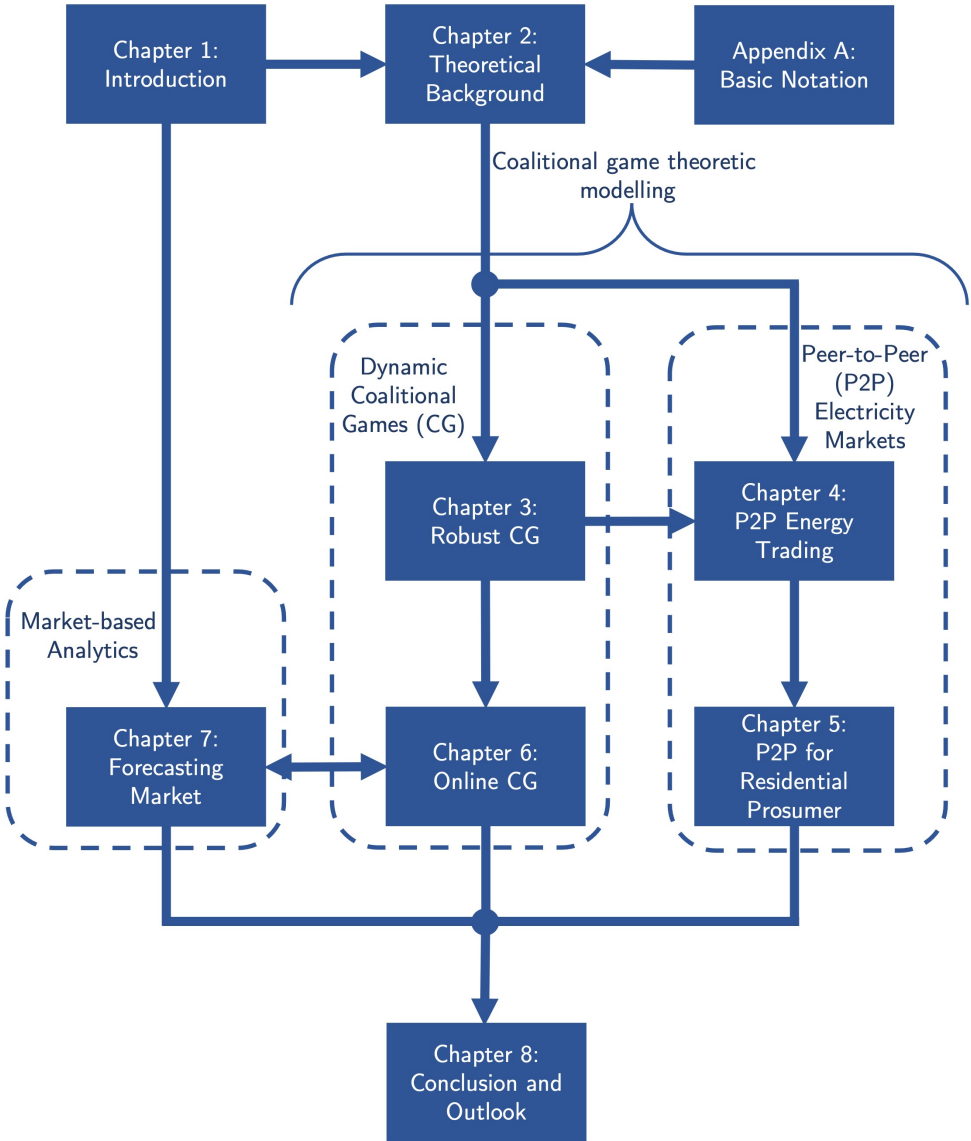 Chapter 1:
Introduction
Chapter 2:
Theoretical
Background
Appendix A:
Basic Notation
Coalitional game theoretic
modelling
Dynamic
Coalitional
Games (CG)
Peer-to-Peer
(P2P)
Electricity
Markets
Chapter 3:
Robust CG
Chapter 4:
P2P Energy
Trading
Market-based
Analytics
Chapter 7:
Forecasting
Market
Chapter 6:
Online CG
Chapter 5:
P2P for
Residential
Prosumer
Chapter 8:
Conclusion and
Outlook